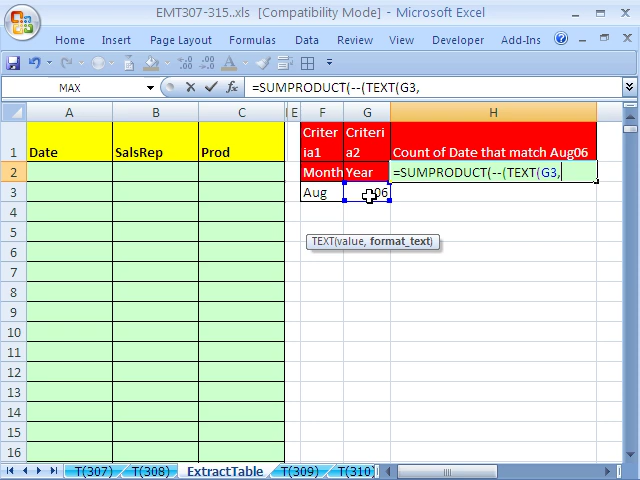 EMT307-315..xls [Compatibility Mode] - Microsoft Excel
Home Insert Page Layout Formulas Data Review View Developer Add-Ins
MAX =SUMPRODUCT(--(TEXT(G3,
A B C E F G H
1 Date SalsRep Prod Criteria1 Criteria2 Count of Date that match Aug06
2 Month Year =SUMPRODUCT(--(TEXT(G3,
3 Aug 06
4
5
TEXT(value, format_text)
6
7
8
9
10
11
12
13
14
15
16
T(307) T(308) ExtractTable T(309) T(310)